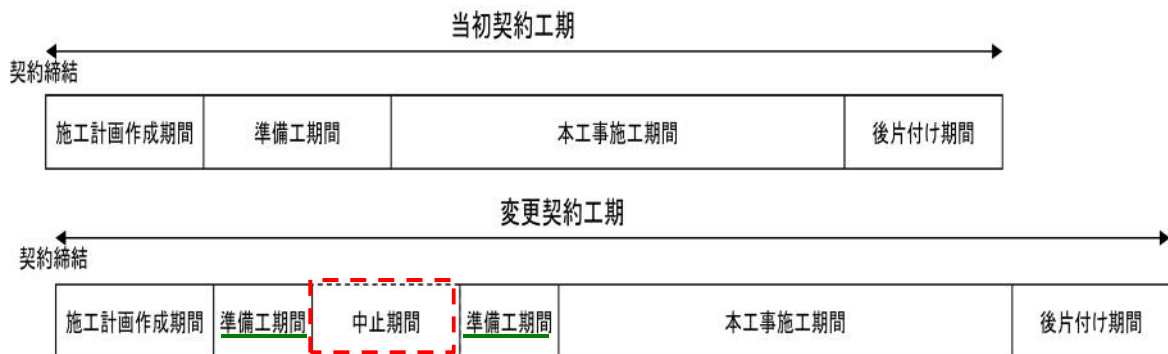 当初契約工期
契約締結
施工計画作成期間 準備工期間 本工事施工期間 後片付け期間
変更契約工期
契約締結
施工計画作成期間 準備工期間 中止期間 準備工期間 本工事施工期間 後片付け期間